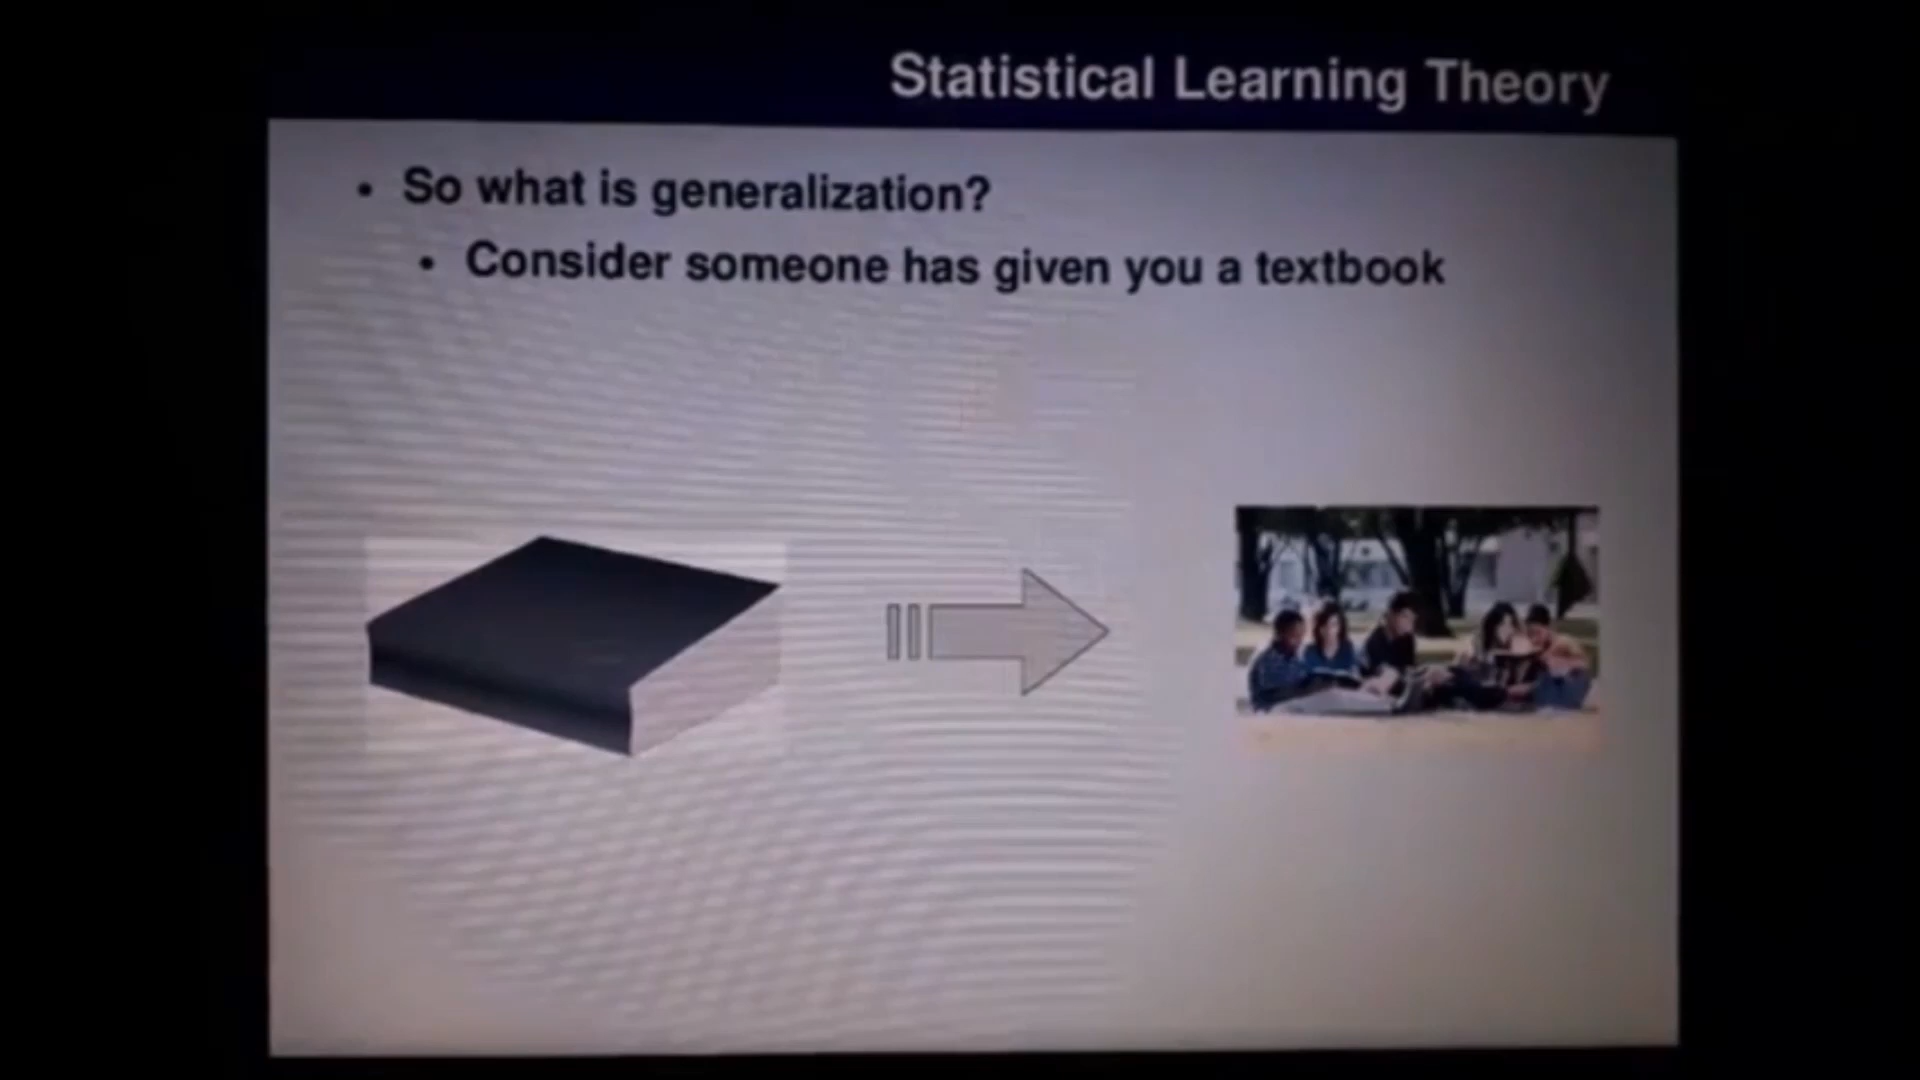 Statistical Learning Theory
• So what is generalization?
• Consider someone has given you a textbook